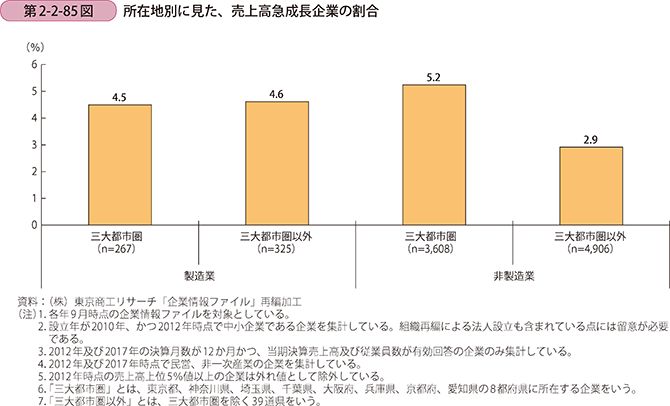 第2-2-85図 所在地別に見た、売上高急成長企業の割合
(%)
6
5
4
3
2
1
0
4.5
4.6
5.2
2.9
三大都市圏
(n=267)
三大都市圏以外
(n=325)
三大都市圏
(n=3,608)
三大都市圏以外
(n=4,906)
製造業
非製造業
資料:(株)東京商工リサーチ「企業情報ファイル」再編加工
(注)1. 各年9月時点の企業情報ファイルを対象としている。
2. 設立年が2010年、かつ2012年時点で中小企業である企業を集計している。組織再編による法人設立も含まれている点には留意が必要
である。
3. 2012年及び2017年の決算月数が12か月かつ、当期決算売上高及び従業員数が有効回答の企業のみ集計している。
4. 2012年及び2017年時点で民営、非一次産業の企業を集計している。
5. 2012年時点の売上高上位5%値以上の企業は外れ値として除外している。
6.「三大都市圏」とは、東京都、神奈川県、埼玉県、千葉県、大阪府、兵庫県、京都府、愛知県の8都府県に所在する企業をいう。
7.「三大都市圏以外」とは、三大都市圏を除く39道県をいう。